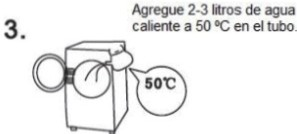 Agregue 2-3 litros de agua
caliente a 50 ºC en el tubo.
3.
50℃